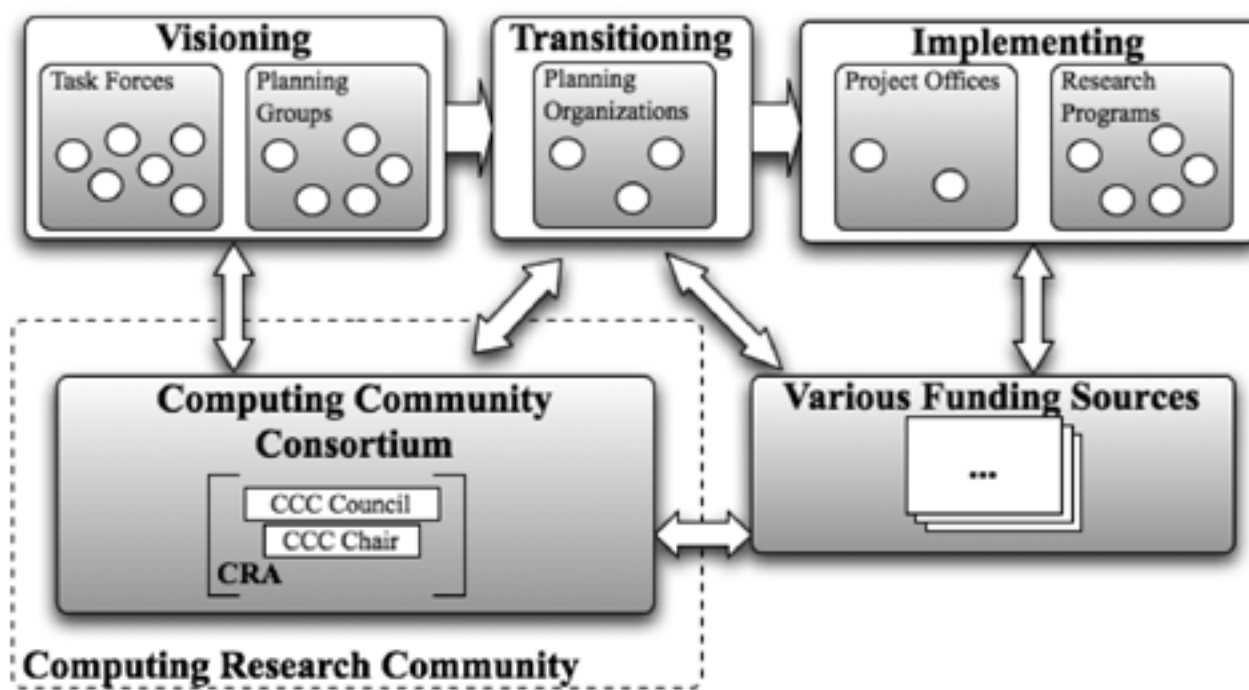 Visioning
Task Forces
Planning
Groups
Transitioning
Planning
Organizations
Implementing
Project Offices
Research
Programs
Computing Community
Consortium
CCC Council
CCC Chair
CRA
Various Funding Sources
...
Computing Research Community